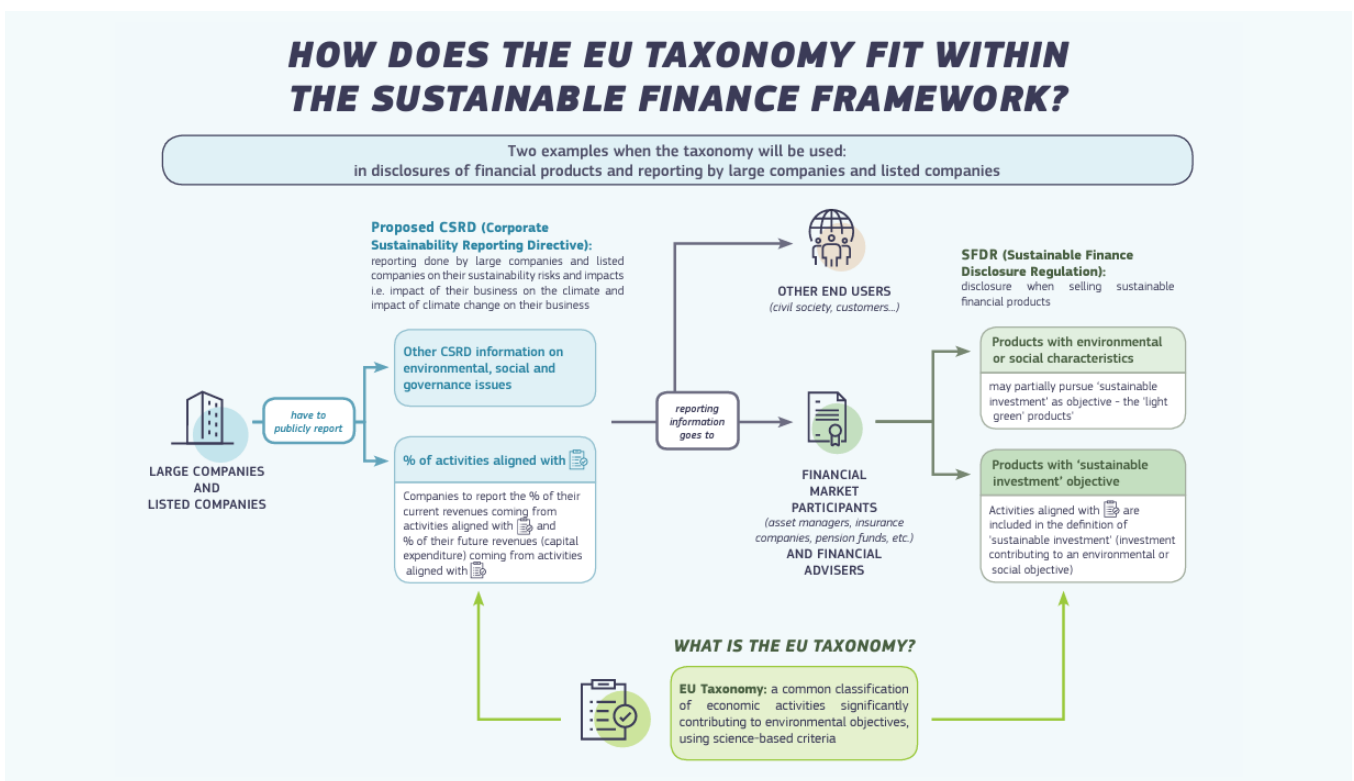 HOW DOES THE EU TAXONOMY FIT WITHIN
THE SUSTAINABLE FINANCE FRAMEWORK?
Two examples when the taxonomy will be used:
in disclosures of financial products and reporting by large companies and listed companies
Proposed CSRD (Corporate
Sustainability Reporting Directive):
reporting done by large companies and listed
companies on their sustainability risks and impacts
i.e. impact of their business on the climate and
impact of climate change on their business
Other CSRD information on
environmental, social and
governance issues
LARGE COMPANIES
AND
LISTED COMPANIES
have to
publicly report
% of activities aligned with
Companies to report the % of their
current revenues coming from
activities aligned with and
% of their future revenues (capital
expenditure) coming from activities
aligned with
reporting
information
goes to
OTHER END USERS
(civil society, customers...)
FINANCIAL
MARKET
PARTICIPANTS
(asset managers, insurance
companies, pension funds, etc.)
AND FINANCIAL
ADVISERS
SFDR (Sustainable Finance
Disclosure Regulation):
disclosure when selling sustainable
financial products
Products with environmental
or social characteristics
may partially pursue 'sustainable
investment' as objective - the 'light
green' products'
Products with 'sustainable
investment' objective
Activities aligned with are
included in the definition of
'sustainable investment' (investment
contributing to an environmental or
social objective)
WHAT IS THE EU TAXONOMY?
EU Taxonomy: a common classification
of economic activities significantly
contributing to environmental objectives,
using science-based criteria